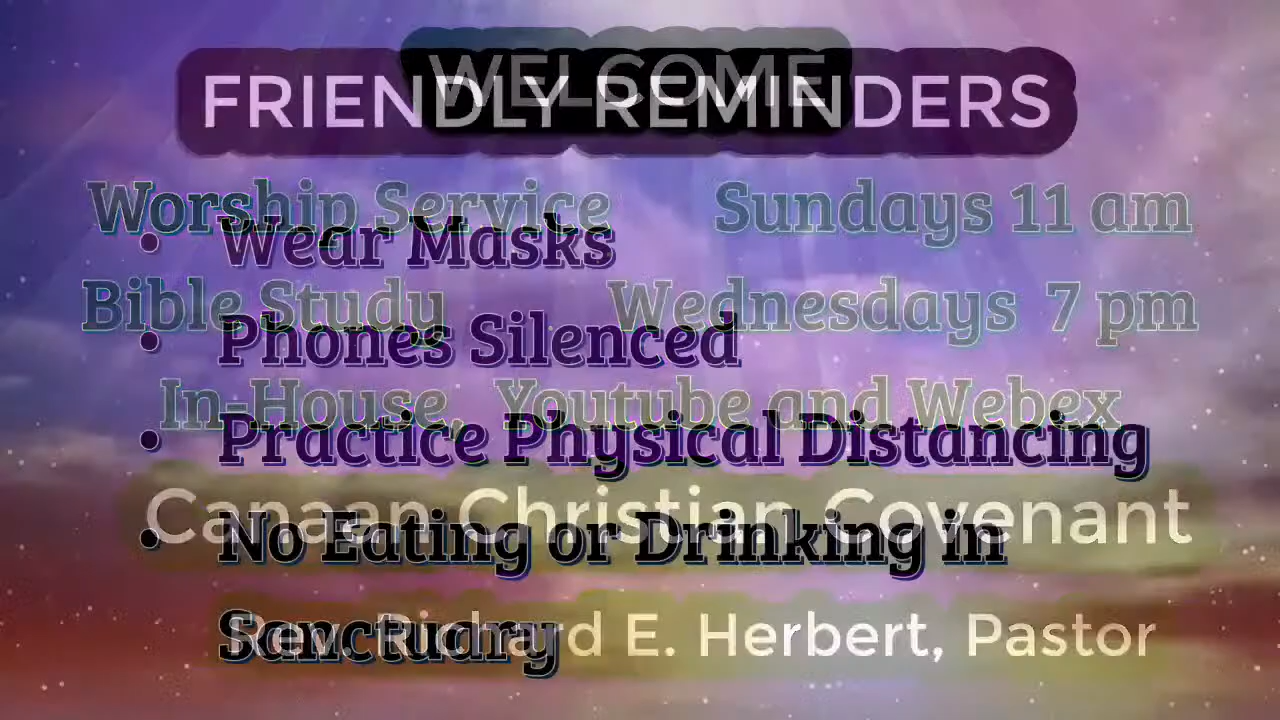 WELCOME
FRIENDLY REMINDERS
Worship Service Sundays 11 am
• Wear Masks
Bible Study Wednesdays 7 pm
• Phones Silenced
In-House, Youtube and Webex
• Practice Physical Distancing
Canaan Christian Covenant
• No Eating or Drinking in
Sanctuary
Rev. Richard E. Herbert, Pastor